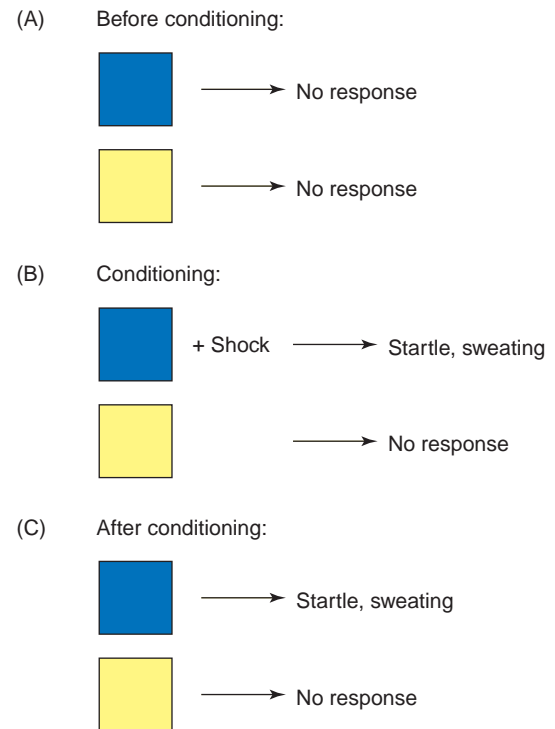 (A) Before conditioning:
No response
No response
(B) Conditioning:
+ Shock Startle, sweating
No response
(C) After conditioning:
Startle, sweating
No response